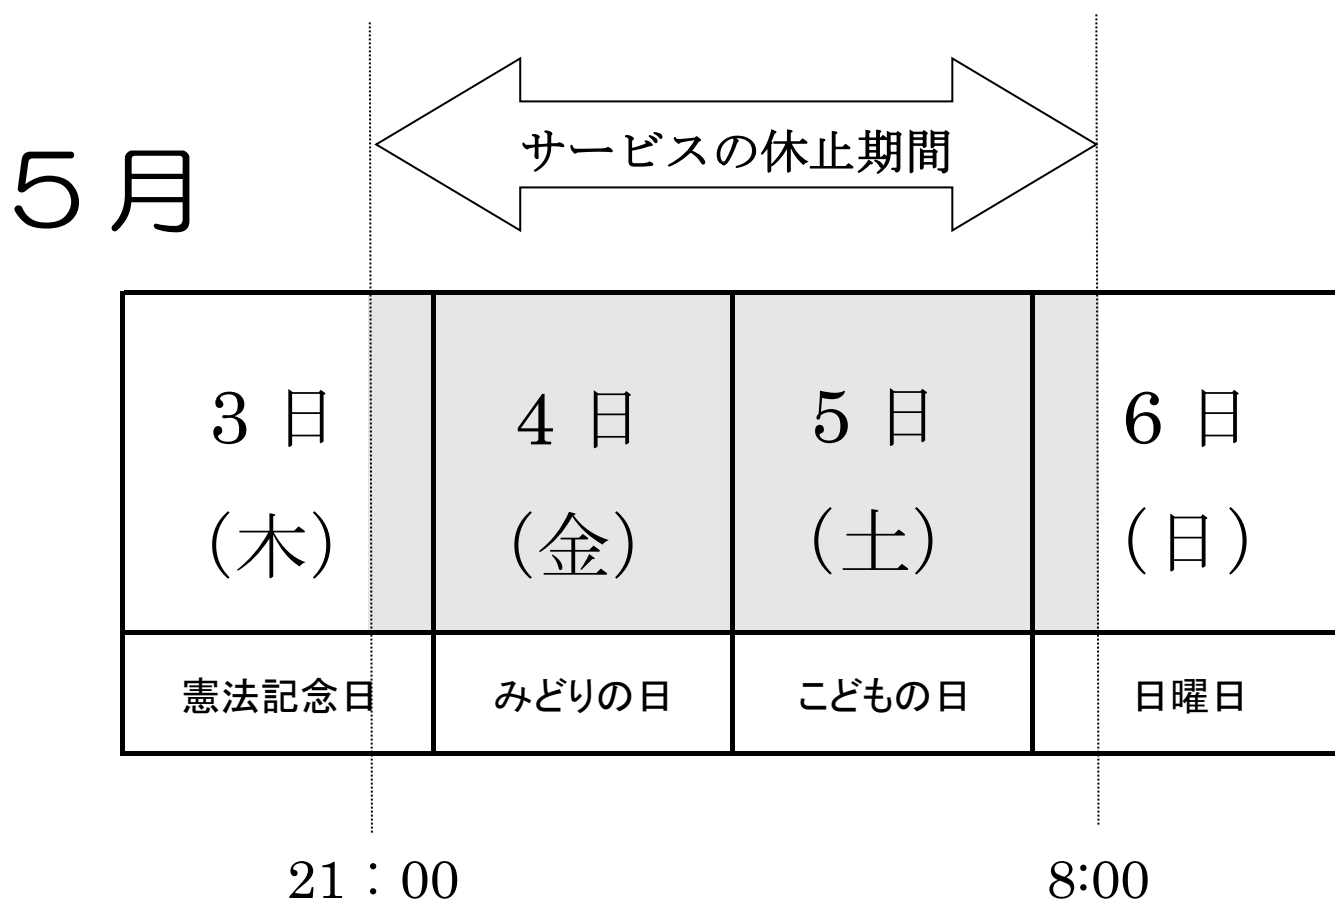 サービスの休止期間
５月
3 日
4 日
5 日
6 日
(木)
(金)
(土)
(日)
憲法記念日
みどりの日
こどもの日
日曜日
21：00
8:00